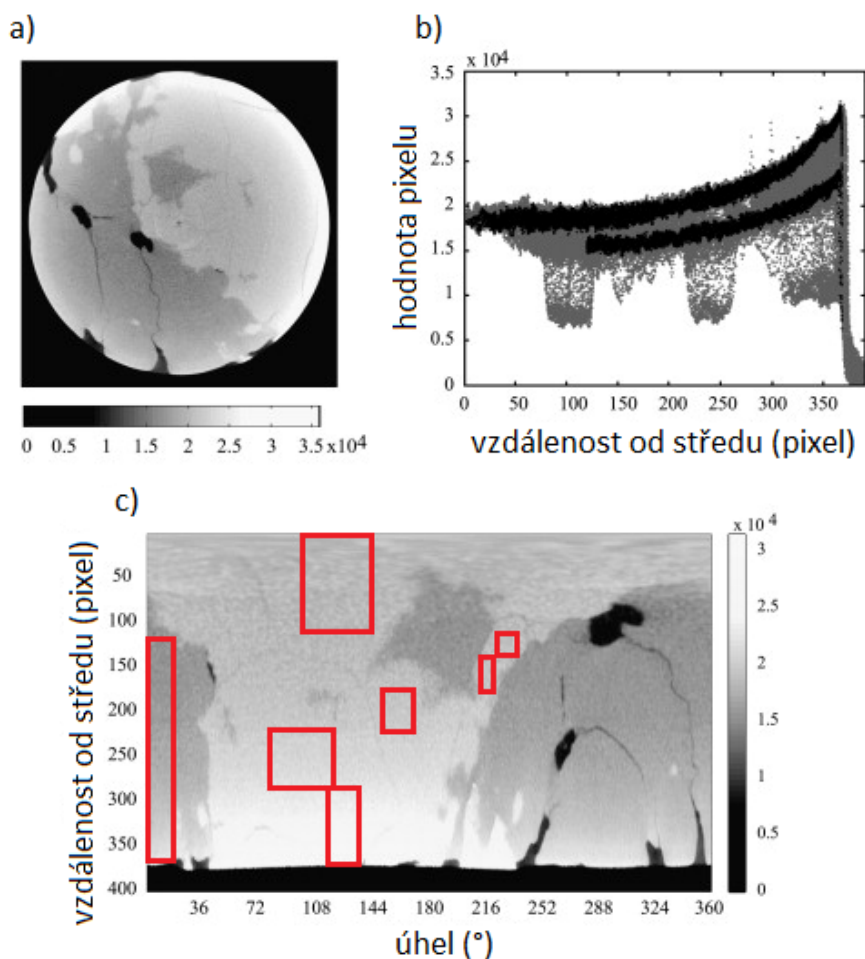 a)
0 0.5 1 1.5 2 2.5 3 3.5 x10⁴
b)
x 10⁴
3.5
3
2.5
2
1.5
1
0.5
0
hodnota pixelu
0 50 100 150 200 250 300 350
vzdálenost od středu (pixel)
c)
vzdálenost od středu (pixel)
50
100
150
200
250
300
350
400
36 72 108 144 180 216 252 288 324 360
úhel (°)
x 10⁴
3
2.5
2
1.5
1
0.5
0